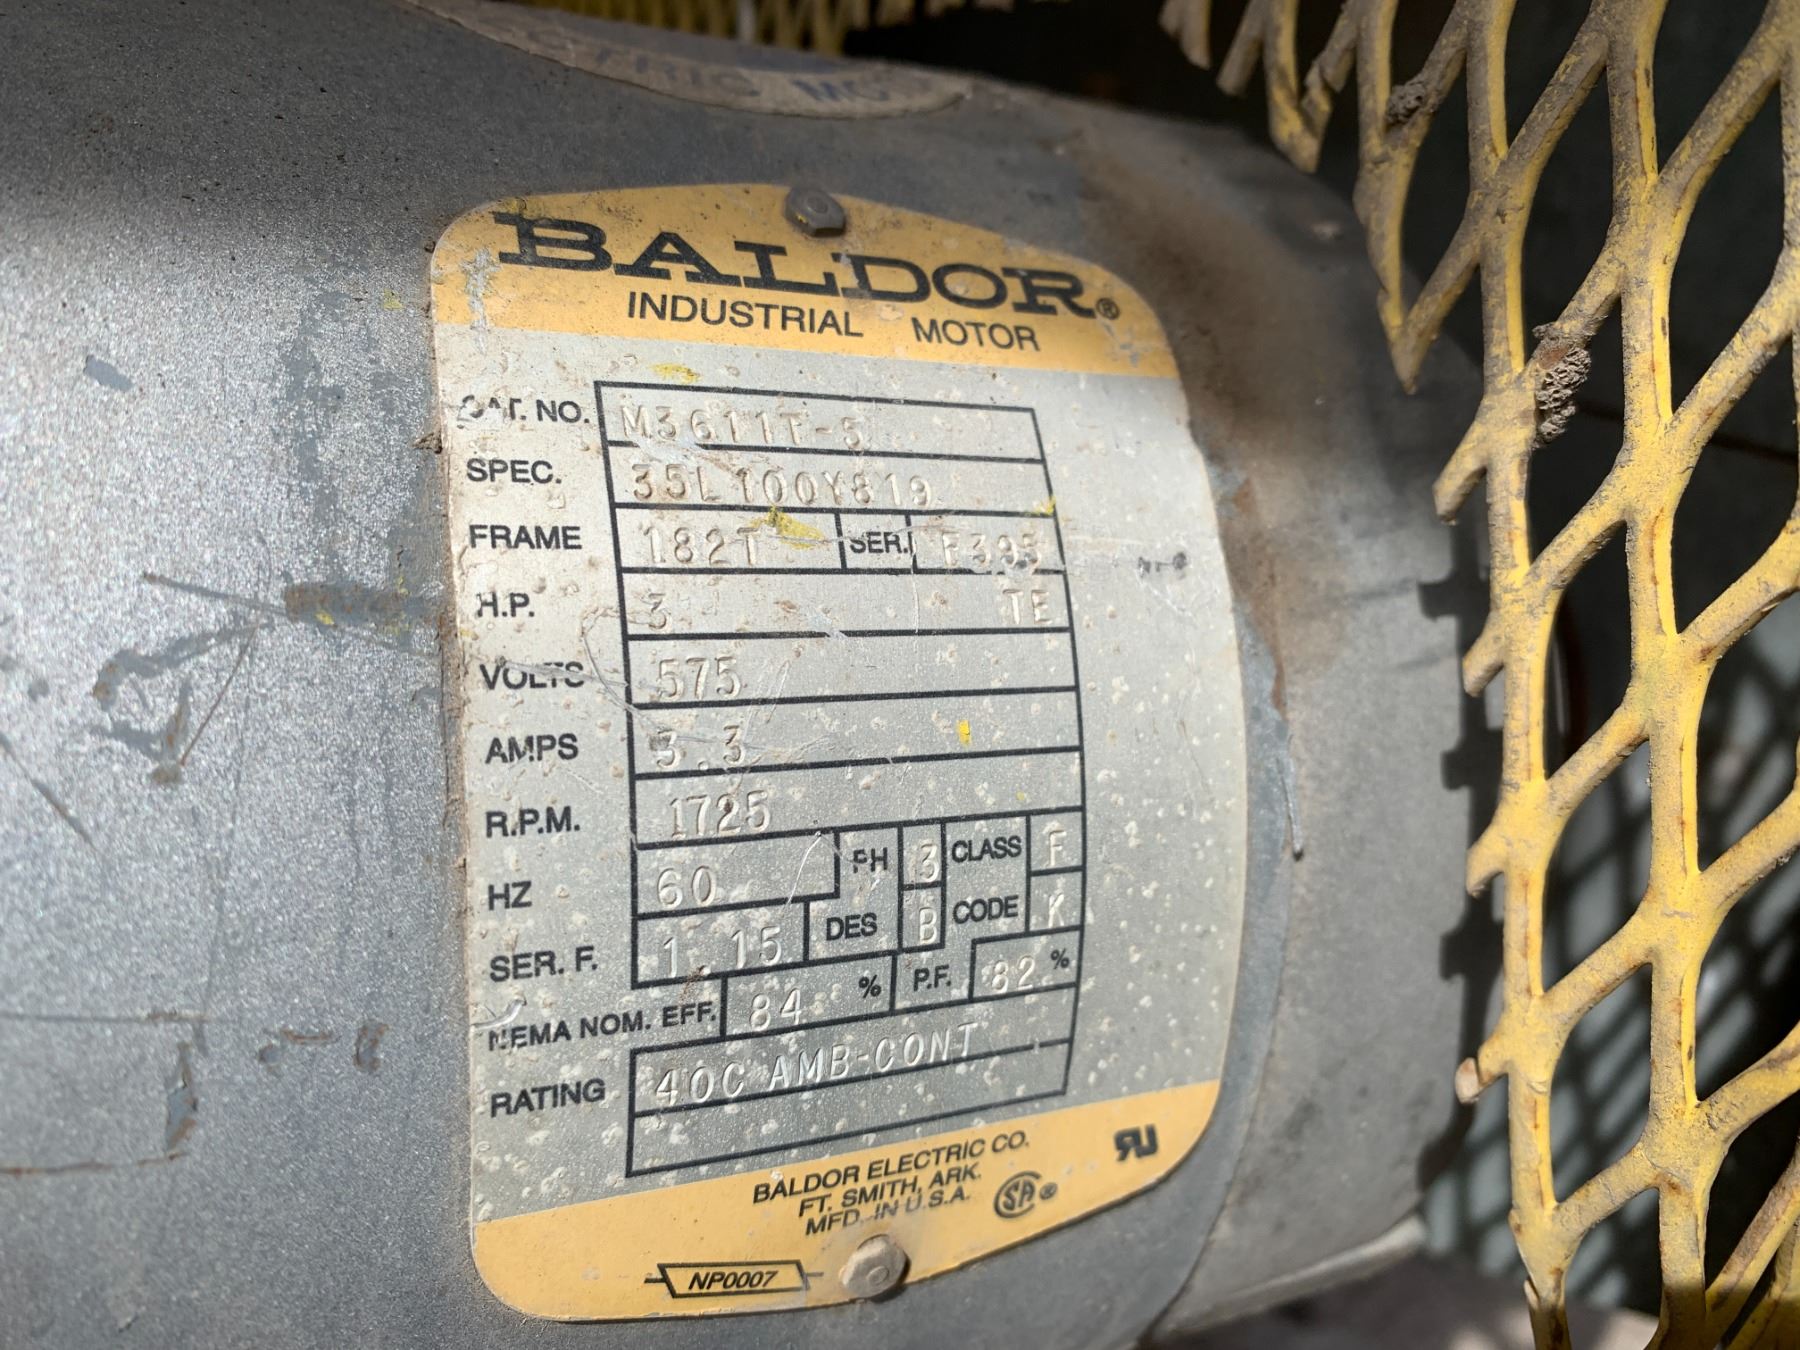 TRIC MO
BALDOR®
INDUSTRIAL MOTOR
CAT. NO. M3611T-5
SPEC. 35L100Y819
FRAME 182T SER. F395
H.P. 3 TE
VOLTS 575
AMPS 3.3
R.P.M. 1725
HZ 60 PH 3 CLASS F
SER. F. 1.15 DES B CODE K
NEMA NOM. EFF. 84 % P.F. 82 %
RATING 40C AMB-CONT
BALDOR ELECTRIC CO.
FT. SMITH, ARK.
MFD. IN U.S.A.
NP0007